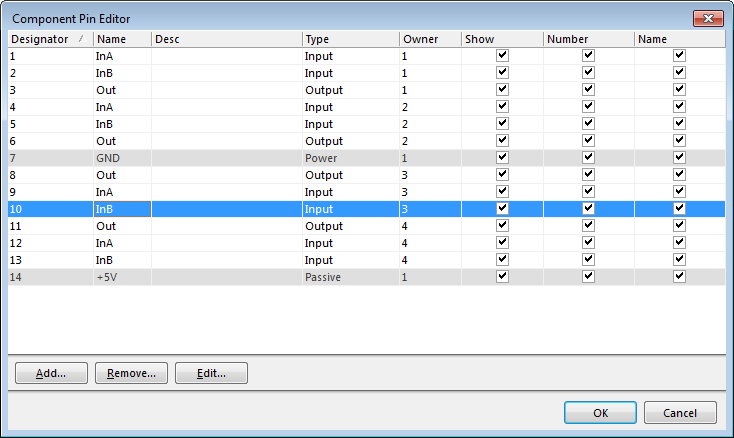 Component Pin Editor
Designator Name Desc Type Owner Show Number Name
1 InA Input 1
2 InB Input 1
3 Out Output 1
4 InA Input 2
5 InB Input 2
6 Out Output 2
7 GND Power 1
8 Out Output 3
9 InA Input 3
10 InB Input 3
11 Out Output 4
12 InA Input 4
13 InB Input 4
14 +5V Passive 1
Add... Remove... Edit...
OK Cancel